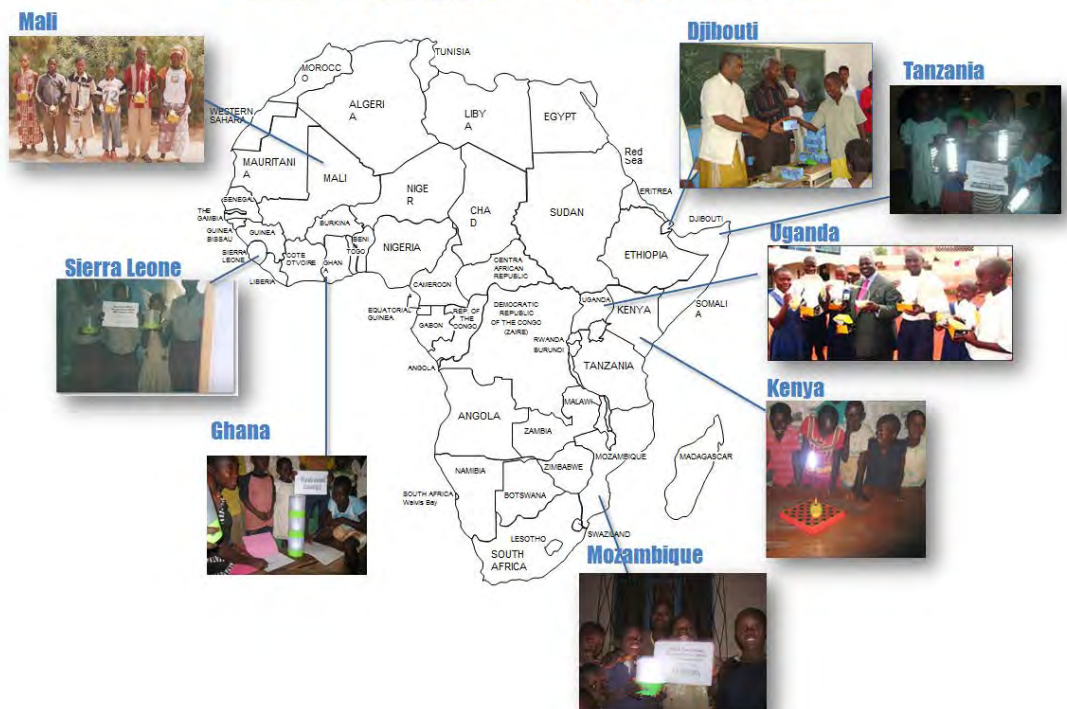 Mali
Djibouti
Tanzania
TUNISIA
MOROCC
O
ALGERI
A
LIBY
A
EGYPT
WESTERN
SAHARA
Red
Sea
MAURITANI
A
MALI
NIGE
R
CHA
D
SUDAN
ERITREA
DJIBOUTI
SENEGAL
THE
GAMBIA
GUINEA
BISSAU
GUINEA
BURKINA
BENI
N
TOGO
NIGERIA
ETHIOPIA
Uganda
SIERRA
LEONE
COTE
D'IVOIRE
GHAN
A
LIBERIA
CENTRA
AFRICAN
REPUBLIC
CAMEROON
Sierra Leone
EQUATORIAL
GUINEA
GABON
REP. OF
THE
CONGO
DEMOCRATIC
REPUBLIC
OF THE CONGO
(ZAIRE)
UGANDA
KENYA
SOMALI
A
RWANDA
BURUNDI
TANZANIA
ANGOLA
Kenya
ANGOLA
MALAWI
ZAMBIA
Ghana
MOZAMBIQUE
MADAGASCAR
ZIMBABWE
NAMIBIA
BOTSWANA
SOUTH AFRICA
Walvis Bay
SWAZILAND
LESOTHO
SOUTH
AFRICA
Mozambique